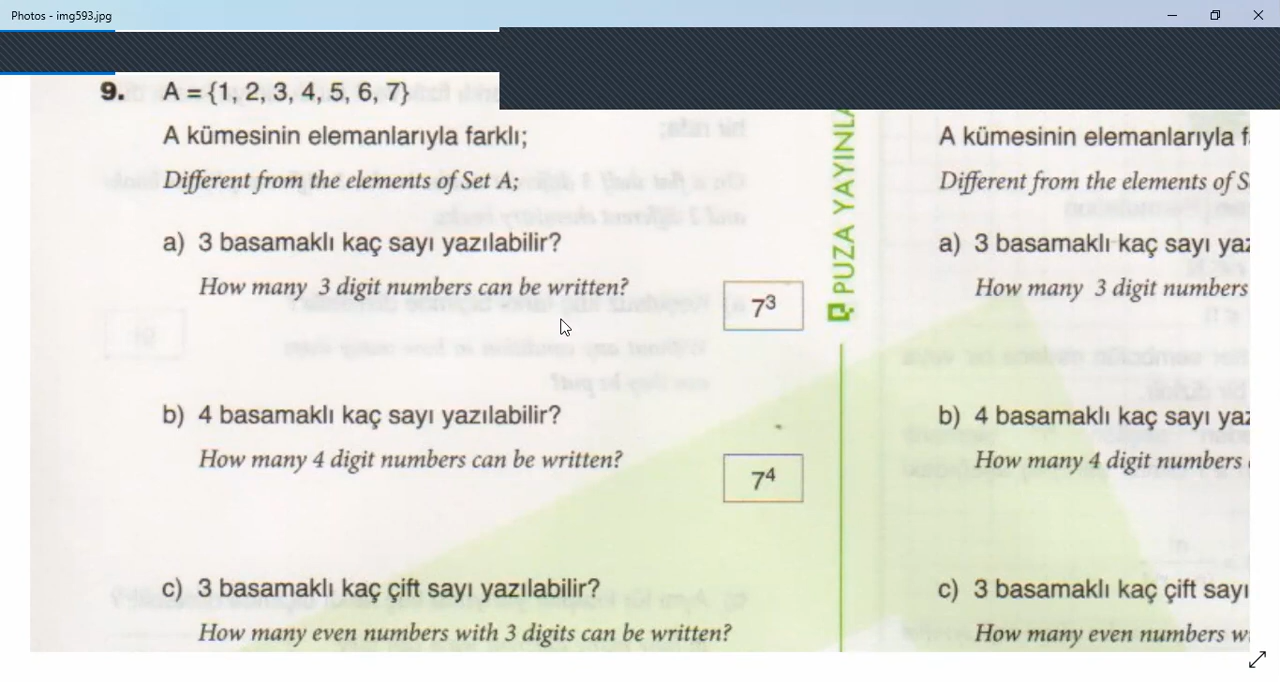 Photos - img593.jpg
9. A = {1, 2, 3, 4, 5, 6, 7}
A kümesinin elemanlarıyla farklı;
Different from the elements of Set A;
a) 3 basamaklı kaç sayı yazılabilir?
How many 3 digit numbers can be written?
7³
b) 4 basamaklı kaç sayı yazılabilir?
How many 4 digit numbers can be written?
7⁴
c) 3 basamaklı kaç çift sayı yazılabilir?
How many even numbers with 3 digits can be written?
PUZA YAYINLA
A kümesinin elemanlarıyla f
Different from the elements of S
a) 3 basamaklı kaç sayı yaz
How many 3 digit numbers
b) 4 basamaklı kaç sayı yaz
How many 4 digit numbers
c) 3 basamaklı kaç çift sayı
How many even numbers w